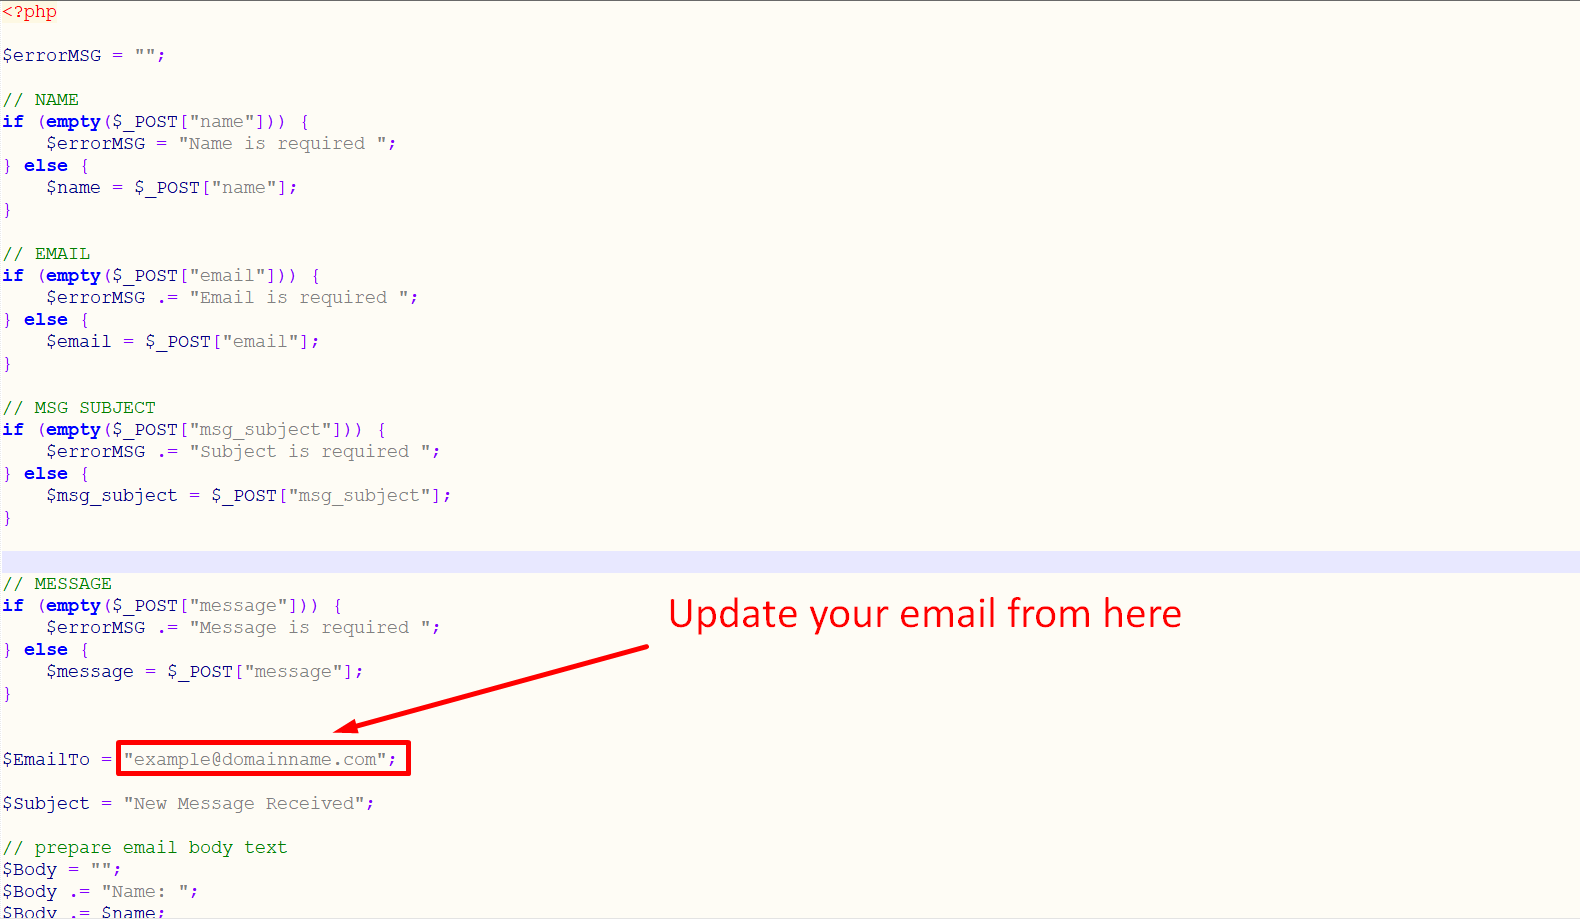 <?php
$errorMSG = "";
// NAME
if (empty($_POST["name"])) {
    $errorMSG = "Name is required ";
} else {
    $name = $_POST["name"];
}
// EMAIL
if (empty($_POST["email"])) {
    $errorMSG .= "Email is required ";
} else {
    $email = $_POST["email"];
}
// MSG SUBJECT
if (empty($_POST["msg_subject"])) {
    $errorMSG .= "Subject is required ";
} else {
    $msg_subject = $_POST["msg_subject"];
}
// MESSAGE
if (empty($_POST["message"])) {
    $errorMSG .= "Message is required ";
} else {
    $message = $_POST["message"];
}
Update your email from here
$EmailTo = "example@domainname.com";
$Subject = "New Message Received";
// prepare email body text
$Body = "";
$Body .= "Name: ";
$Body .= $name;